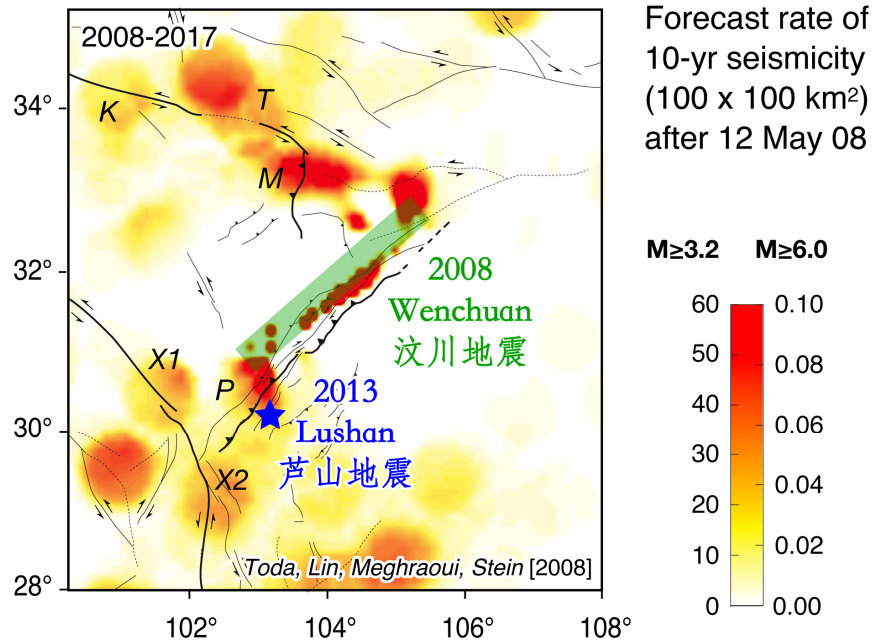 2008-2017
Forecast rate of
10-yr seismicity
(100 x 100 km²)
after 12 May 08
K
T
34°
M
M≥3.2 M≥6.0
32°
2008
Wenchuan
汶川地震
60 0.10
50
0.08
40
0.06
30
0.04
20
0.02
10
0 0.00
X1
P
2013
30°
Lushan
芦山地震
X2
Toda, Lin, Meghraoui, Stein [2008]
28°
102° 104° 106° 108°